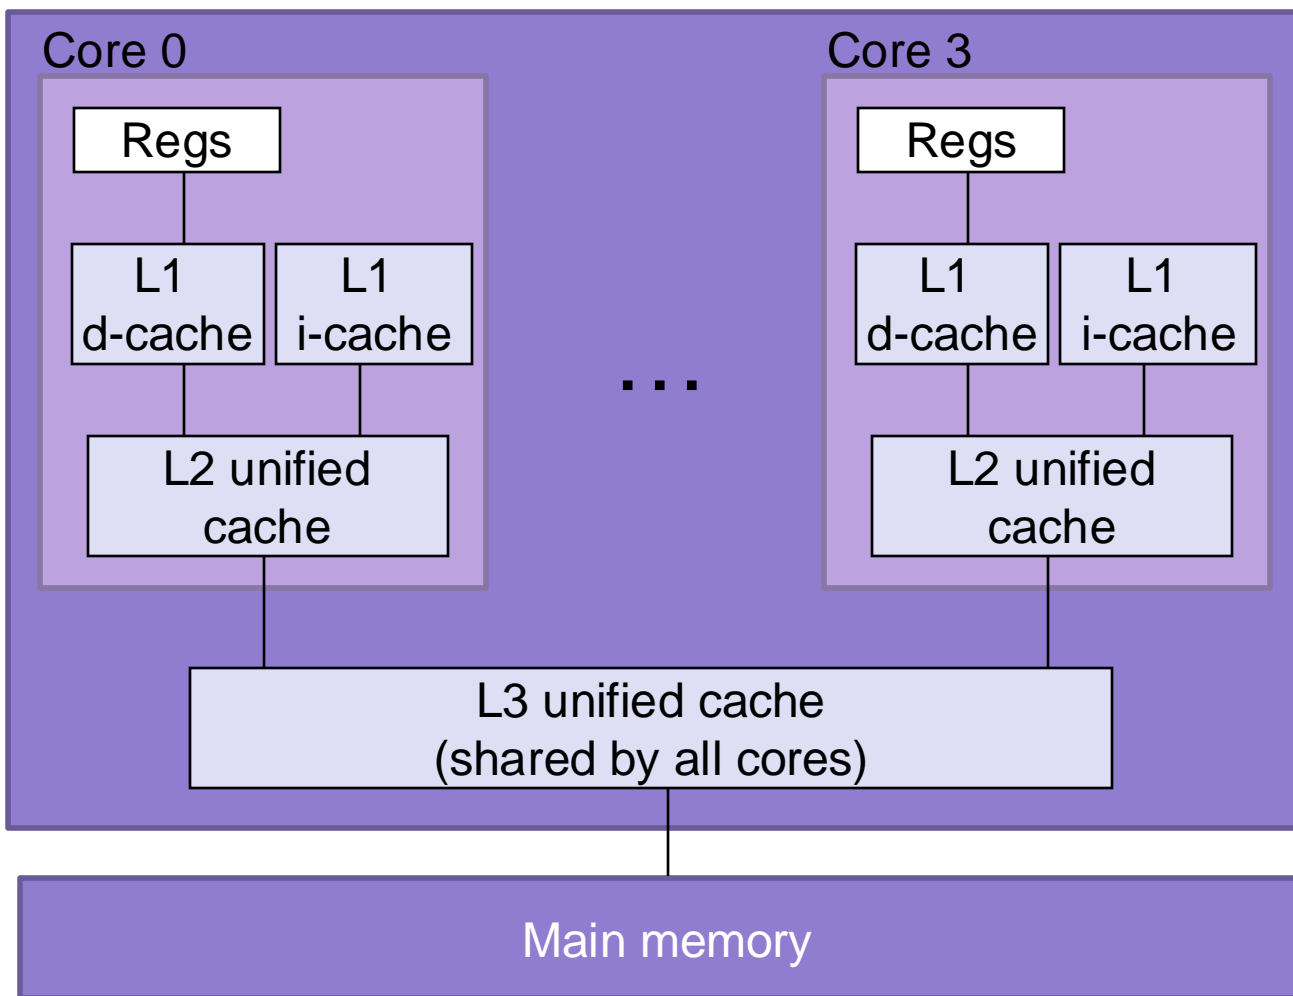 Core 0
Regs
L1
d-cache
L1
i-cache
L2 unified
cache
...
Core 3
Regs
L1
d-cache
L1
i-cache
L2 unified
cache
L3 unified cache
(shared by all cores)
Main memory